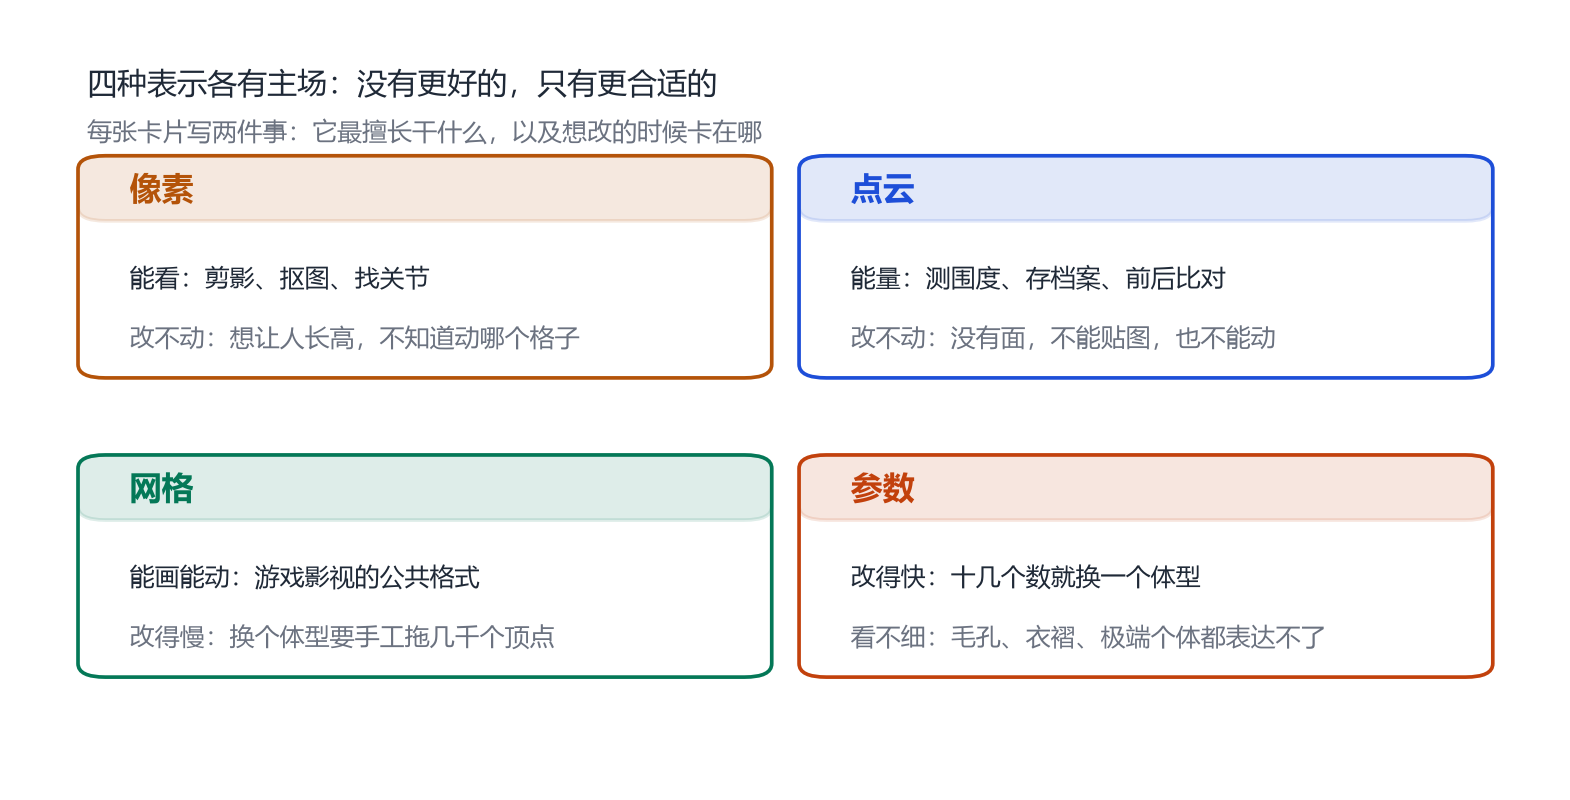 四种表示各有主场：没有更好的，只有更合适的
每张卡片写两件事：它最擅长干什么，以及想改的时候卡在哪
像素
能看：剪影、抠图、找关节
改不动：想让人长高，不知道动哪个格子
点云
能量：测围度、存档案、前后比对
改不动：没有面，不能贴图，也不能动
网格
能画能动：游戏影视的公共格式
改得慢：换个体型要手工拖几千个顶点
参数
改得快：十几个数就换一个体型
看不细：毛孔、衣褶、极端个体都表达不了